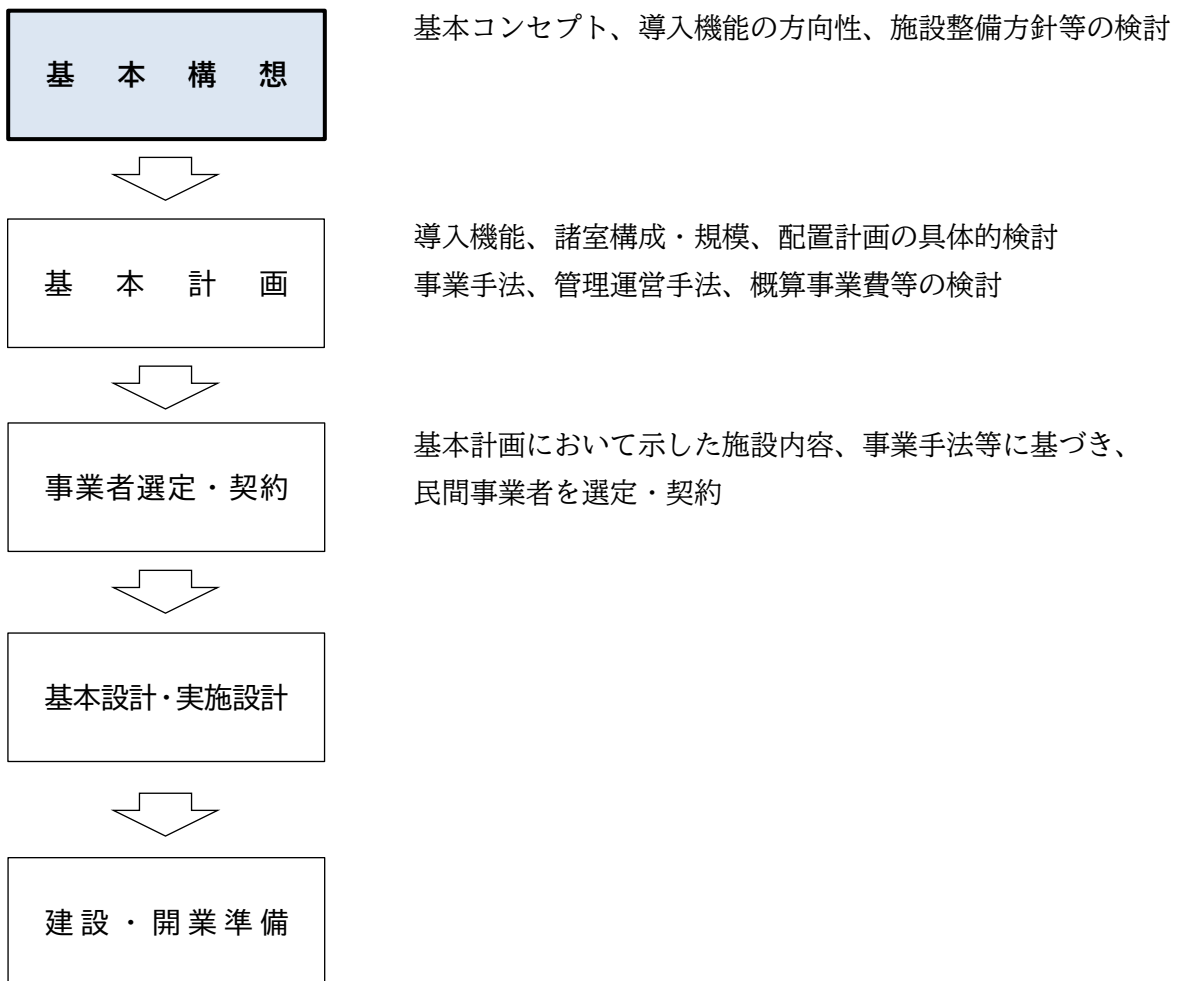 基本コンセプト、導入機能の方向性、施設整備方針等の検討
基本構想
導入機能、諸室構成・規模、配置計画の具体的検討
基本計画
事業手法、管理運営手法、概算事業費等の検討
基本計画において示した施設内容、事業手法等に基づき、
事業者選定・契約
民間事業者を選定・契約
基本設計・実施設計
建設・開業準備